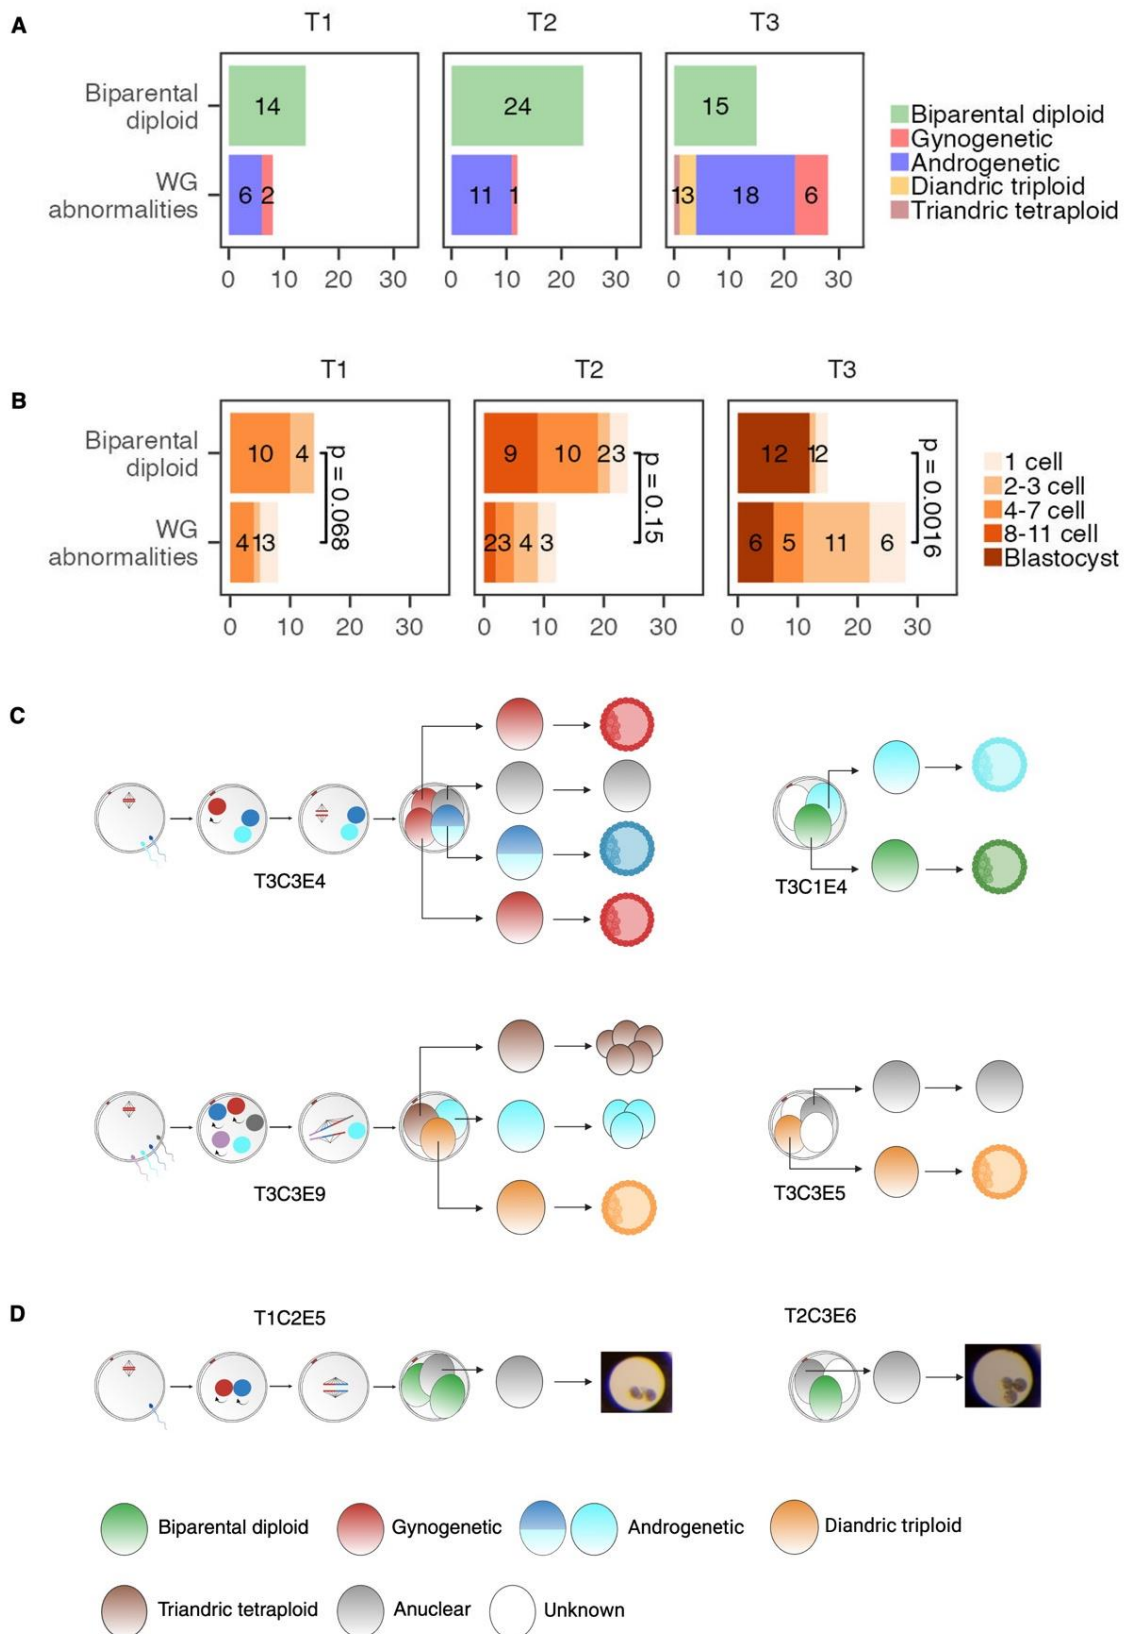 A
T1 T2 T3
Biparental
diploid
14 24 15
WG
abnormalities
6 2 11 1 1 3 18 6
0 10 20 30 0 10 20 30 0 10 20 30
Biparental diploid
Gynogenetic
Androgenetic
Diandric triploid
Triandric tetraploid
B
T1 T2 T3
Biparental
diploid
10 4 9 10 2 3 12 1 2
WG
abnormalities
4 1 3 2 3 4 3 6 5 11 6
p = 0.068
p = 0.15
p = 0.0016
0 10 20 30 0 10 20 30 0 10 20 30
1 cell
2-3 cell
4-7 cell
8-11 cell
Blastocyst
C
T3C3E4
T3C1E4
T3C3E9
T3C3E5
D
T1C2E5
T2C3E6
Biparental diploid
Gynogenetic
Androgenetic
Diandric triploid
Triandric tetraploid
Anuclear
Unknown